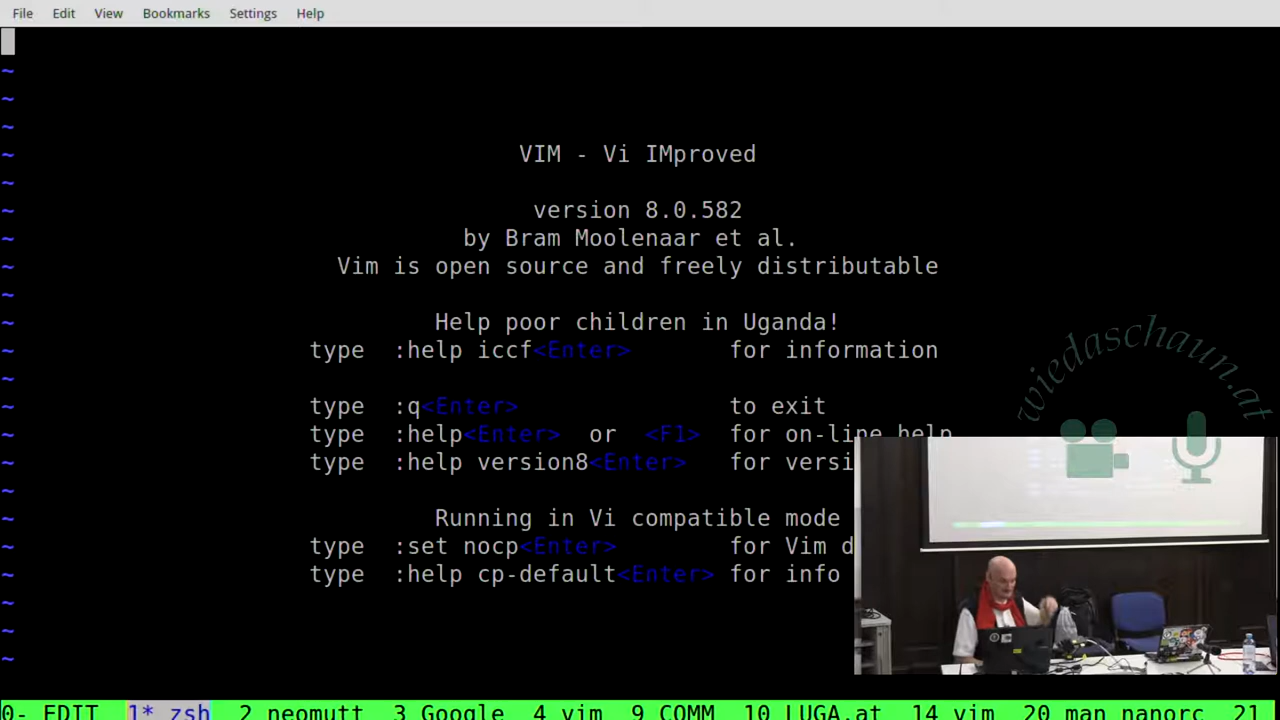 File Edit View Bookmarks Settings Help
~
~
~
~
VIM - Vi IMproved
~
~
version 8.0.582
~
by Bram Moolenaar et al.
~
Vim is open source and freely distributable
~
~
Help poor children in Uganda!
~
type :help iccf<Enter> for information
~
~
type :q<Enter> to exit
~
type :help<Enter> or <F1> for on-line help
~
type :help version8<Enter> for versi
~
~
Running in Vi compatible mode
~
type :set nocp<Enter> for Vim d
~
type :help cp-default<Enter> for info
~
~
~
wiedaschaun.at
0- EDIT 1* zsh 2 neomutt 3 Google 4 vim 9 COMM 10 LUGA.at 14 vim 20 man nanorc 21